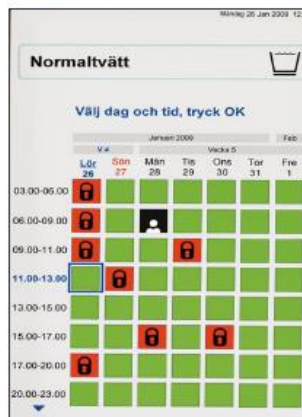 Måndag 26 Jan 2009 12
Normaltvätt
Välj dag och tid, tryck OK
Januari 2009 Feb
V.4 Vecka 5
Lör Sön Mån Tis Ons Tor Fre
26 27 28 29 30 31 1
03.00-06.00
06.00-09.00
09.00-11.00
11.00-13.00
13.00-15.00
15.00-17.00
17.00-20.00
20.00-23.00